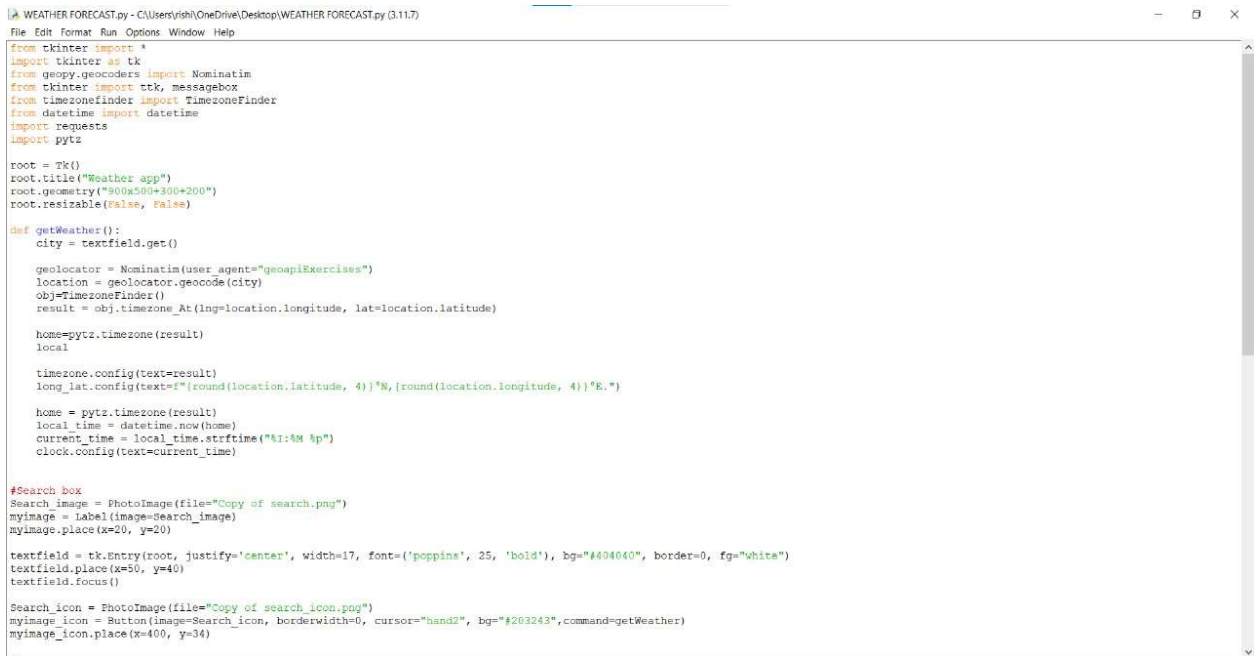 WEATHER FORECAST.py - C:\Users\rishi\OneDrive\Desktop\WEATHER FORECAST.py (3.11.7)
File Edit Format Run Options Window Help
from tkinter import *
import tkinter as tk
from geopy.geocoders import Nominatim
from tkinter import ttk, messagebox
from timezonefinder import TimezoneFinder
from datetime import datetime
import requests
import pytz

root = Tk()
root.title("Weather app")
root.geometry("900x500+300+200")
root.resizable(False, False)

def getWeather():
    city = textfield.get()

    geolocator = Nominatim(user_agent="geoapiExercises")
    location = geolocator.geocode(city)
    obj=TimezoneFinder()
    result = obj.timezone_At(lng=location.longitude, lat=location.latitude)

    home=pytz.timezone(result)
    local

    timezone.config(text=result)
    long_lat.config(text=f"{round(location.latitude, 4)}°N,{round(location.longitude, 4)}°E.")

    home = pytz.timezone(result)
    local_time = datetime.now(home)
    current_time = local_time.strftime("%I:%M %p")
    clock.config(text=current_time)

#Search box
Search_image = PhotoImage(file="Copy of search.png")
myimage = Label(image=Search_image)
myimage.place(x=20, y=20)

textfield = tk.Entry(root, justify='center', width=17, font=('poppins', 25, 'bold'), bg="#404040", border=0, fg="white")
textfield.place(x=50, y=40)
textfield.focus()

Search_icon = PhotoImage(file="Copy of search_icon.png")
myimage_icon = Button(image=Search_icon, borderwidth=0, cursor="hand2", bg="#203243",command=getWeather)
myimage_icon.place(x=400, y=34)